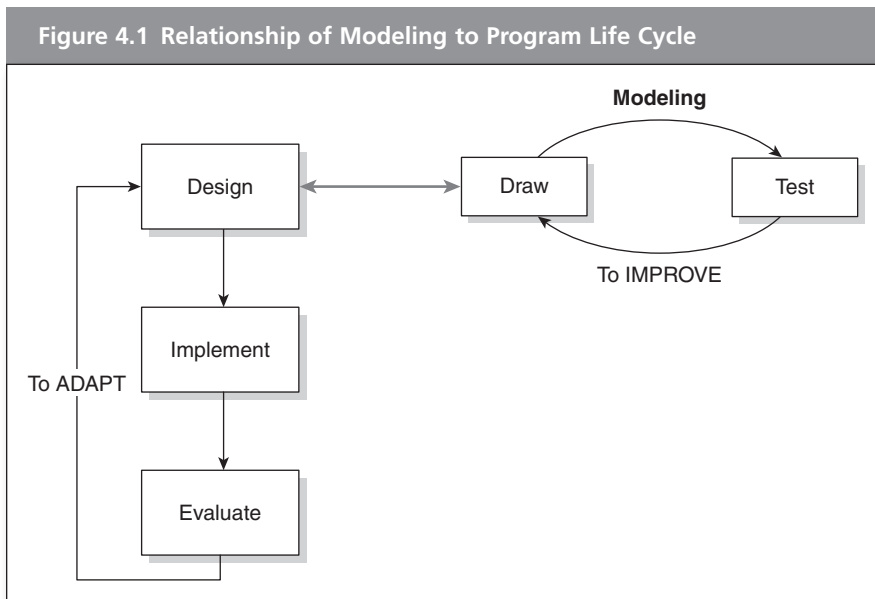 Figure 4.1 Relationship of Modeling to Program Life Cycle
Modeling
Design
Draw
Test
To IMPROVE
Implement
To ADAPT
Evaluate